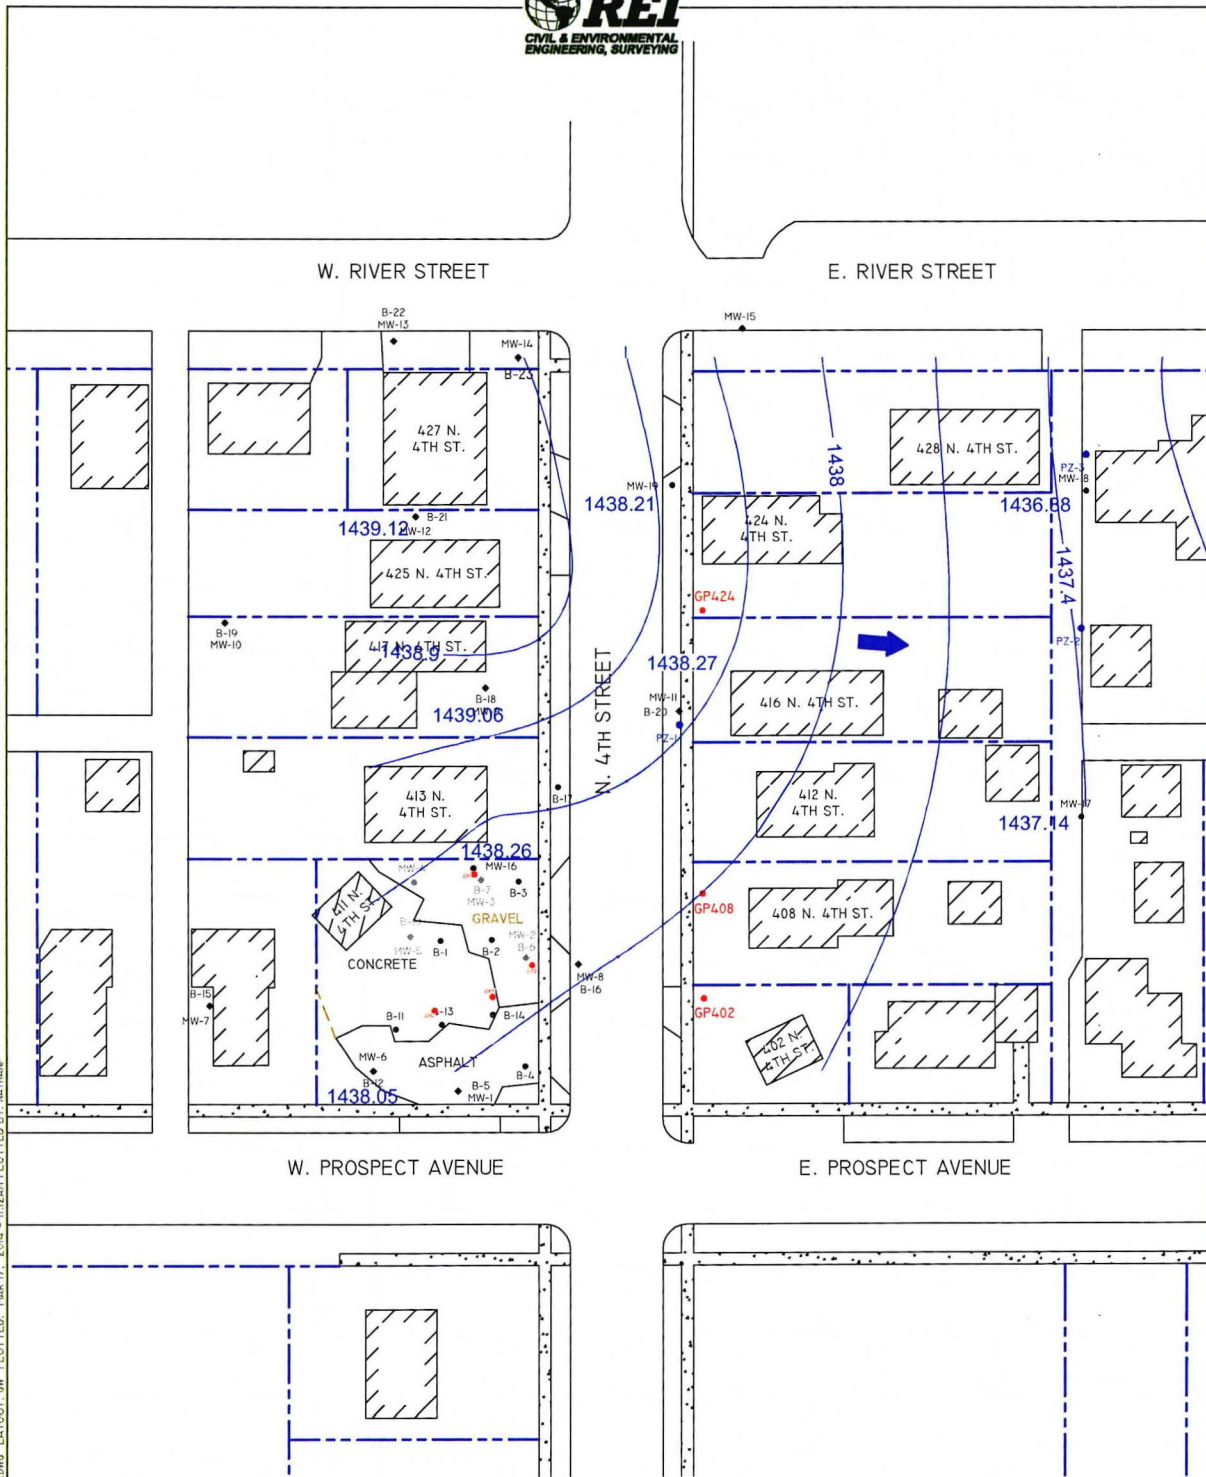 REI
CIVIL & ENVIRONMENTAL
ENGINEERING, SURVEYING
W. RIVER STREET
E. RIVER STREET
B-22
MW-13
MW-14
B-23
MW-15
427 N.
4TH ST.
428 N. 4TH ST.
1438
PZ-3
MW-18
MW-19
1438.21
1436.88
1439.12
B-21
MW-12
424 N.
4TH ST.
425 N. 4TH ST.
1437.4
GP424
B-19
MW-10
4TH ST.
1438.9
PZ-2
1438.27
N. 4TH STREET
B-18
1439.06
MW-11
B-20
PZ-1
416 N. 4TH ST.
413 N.
4TH ST.
B-17
412 N.
4TH ST.
MW-17
1437.14
1438.26
MW-16
B-7
MW-3
B-3
411 N.
4TH ST.
GRAVEL
GP408
408 N. 4TH ST.
MW-5
B-1
B-2
MW-2
B-6
CONCRETE
MW-8
B-16
B-15
MW-7
GP402
B-11
B-14
402 N.
4TH ST.
ASPHALT
MW-6
B-12
B-4
B-5
MW-1
1438.05
W. PROSPECT AVENUE
E. PROSPECT AVENUE